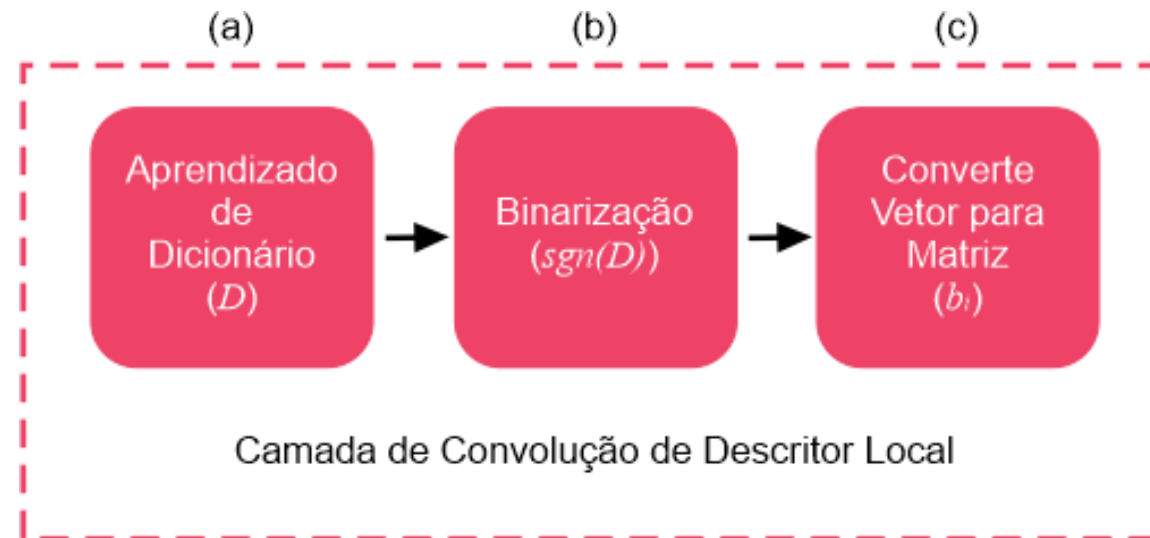 (a) (b) (c)
Aprendizado
de
Dicionário
(D)
Binarização
(sgn(D))
Converte
Vetor para
Matriz
(bᵢ)
Camada de Convolução de Descritor Local